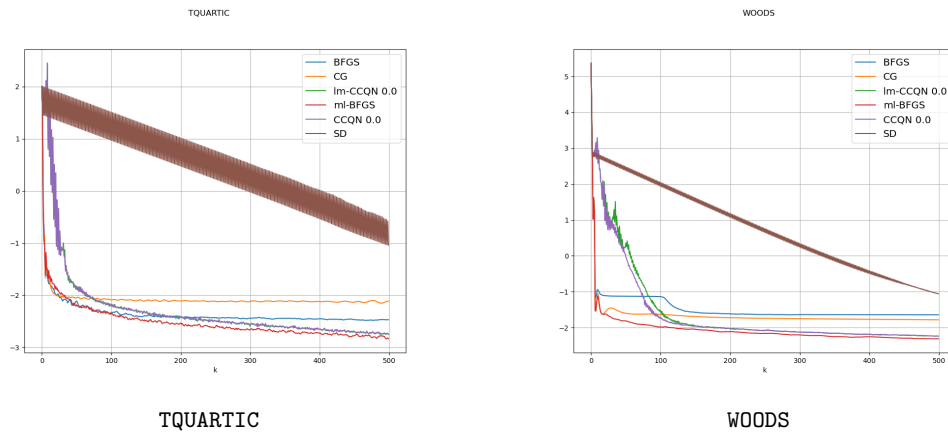 TQUARTIC
2
1
0
−1
−2
−3
0
100
200
300
400
500
k
BFGS
CG
lm-CCQN 0.0
ml-BFGS
CCQN 0.0
SD
TQUARTIC
WOODS
5
4
3
2
1
0
−1
−2
0
100
200
300
400
500
k
BFGS
CG
lm-CCQN 0.0
ml-BFGS
CCQN 0.0
SD
WOODS